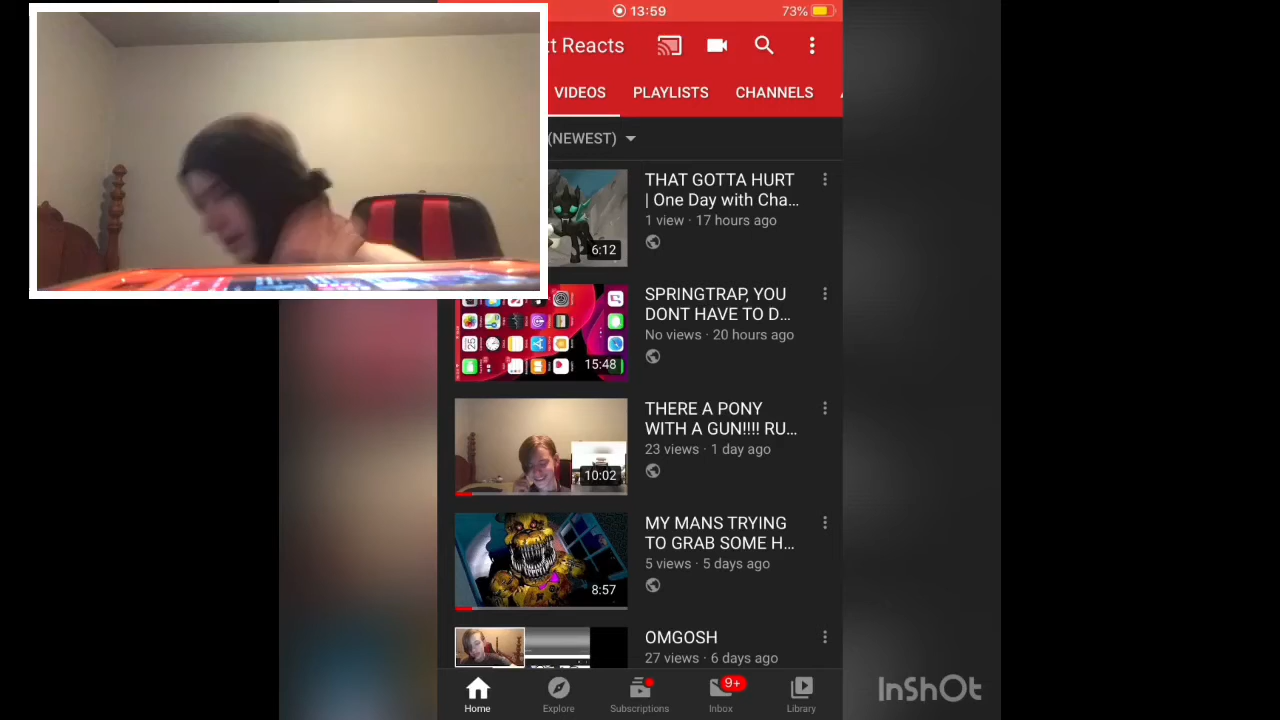 13:59
73%
tt Reacts
VIDEOS
PLAYLISTS
CHANNELS
(NEWEST)
THAT GOTTA HURT
| One Day with Cha...
1 view · 17 hours ago
6:12
SPRINGTRAP, YOU
DONT HAVE TO D...
No views · 20 hours ago
15:48
THERE A PONY
WITH A GUN!!!! RU...
23 views · 1 day ago
10:02
MY MANS TRYING
TO GRAB SOME H...
5 views · 5 days ago
8:57
OMGOSH
27 views · 6 days ago
9+
Home
Explore
Subscriptions
Inbox
Library
InShOt